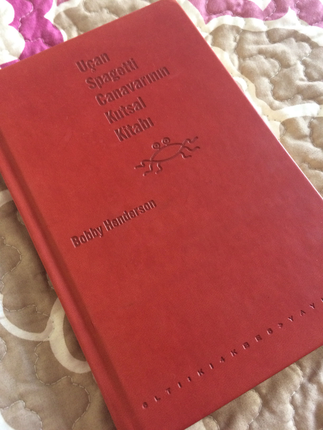 Uçan
Spagetti
Canavarının
Kutsal
Kitabı
Bobby Henderson